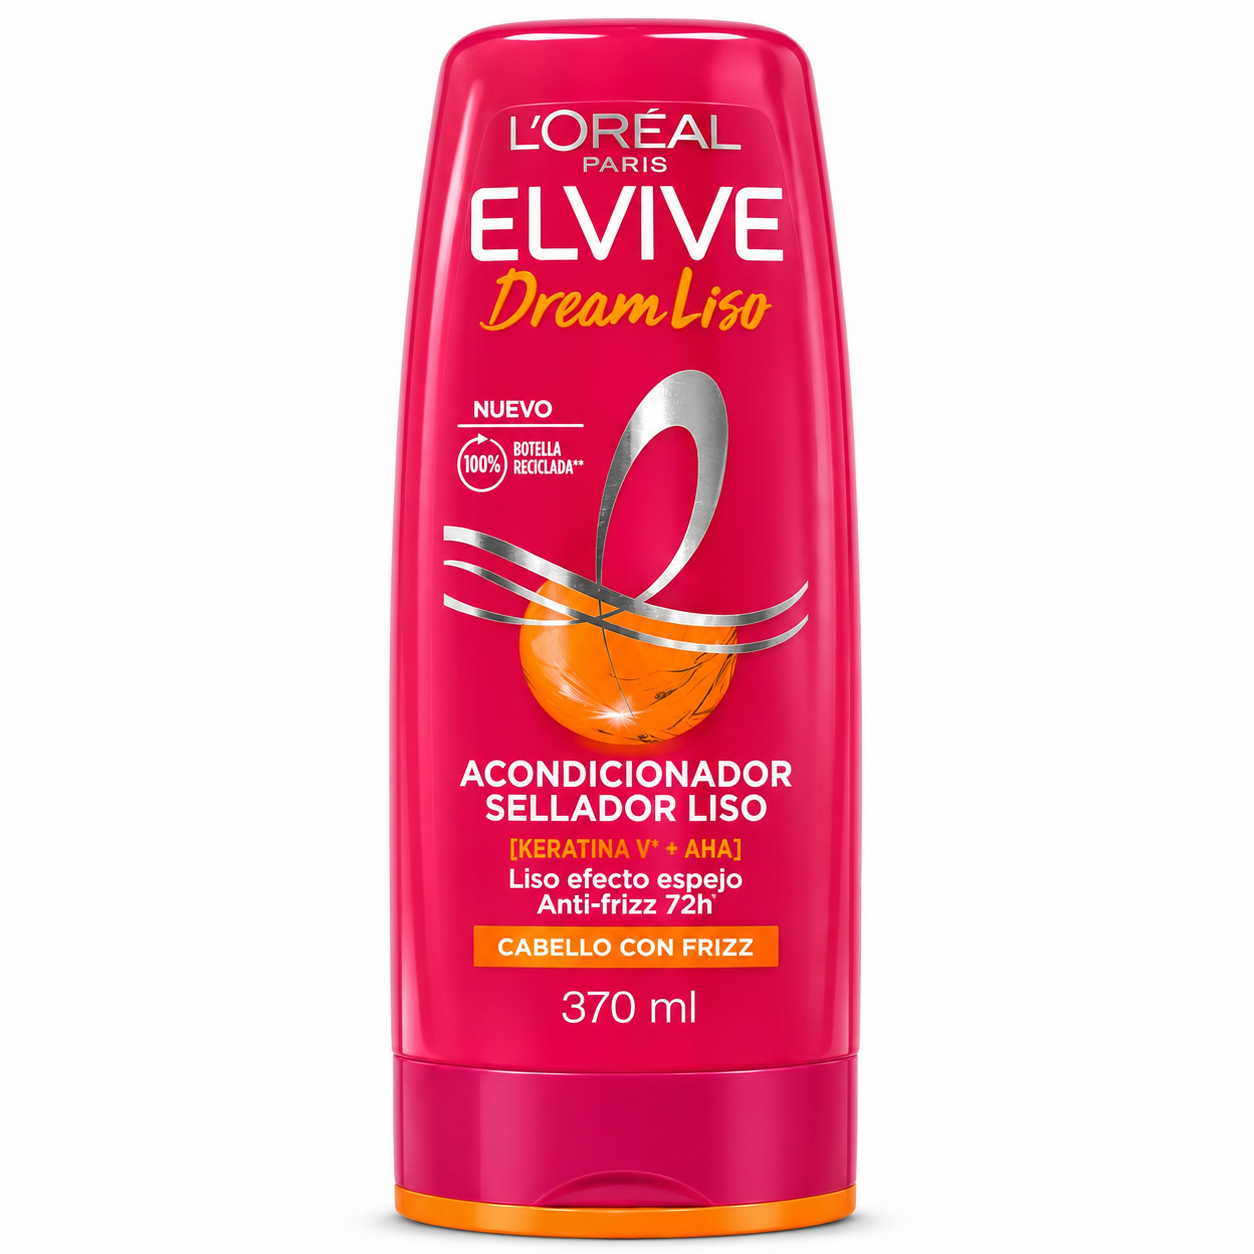 L'ORÉAL
PARIS
ELVIVE
Dream Liso
NUEVO
100%
BOTELLA
RECICLADA**
ACONDICIONADOR
SELLADOR LISO
[KERATINA V* + AHA]
Liso efecto espejo
Anti-frizz 72h
CABELLO CON FRIZZ
370 ml